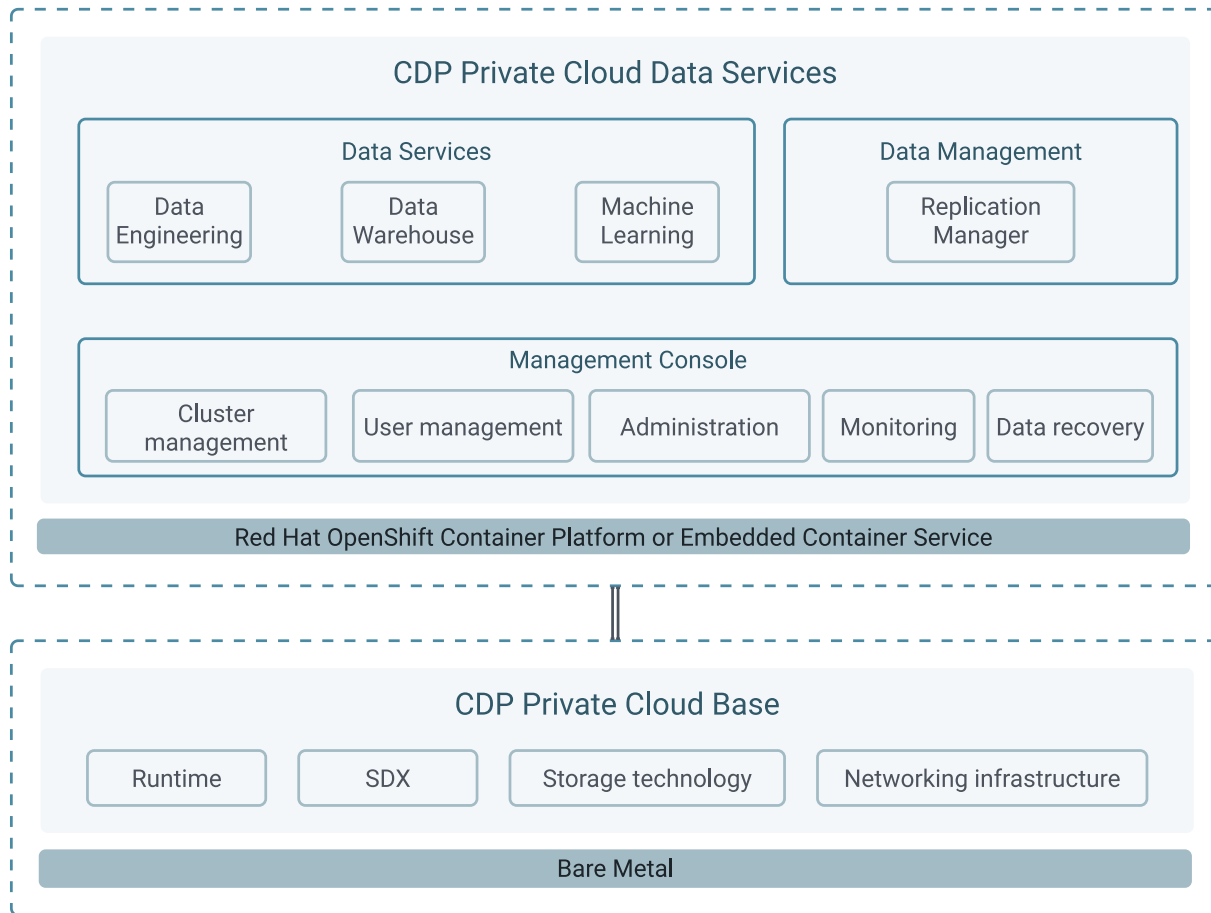 CDP Private Cloud Data Services
Data Services
Data
Engineering
Data
Warehouse
Machine
Learning
Data Management
Replication
Manager
Management Console
Cluster
management
User management
Administration
Monitoring
Data recovery
Red Hat OpenShift Container Platform or Embedded Container Service
CDP Private Cloud Base
Runtime
SDX
Storage technology
Networking infrastructure
Bare Metal